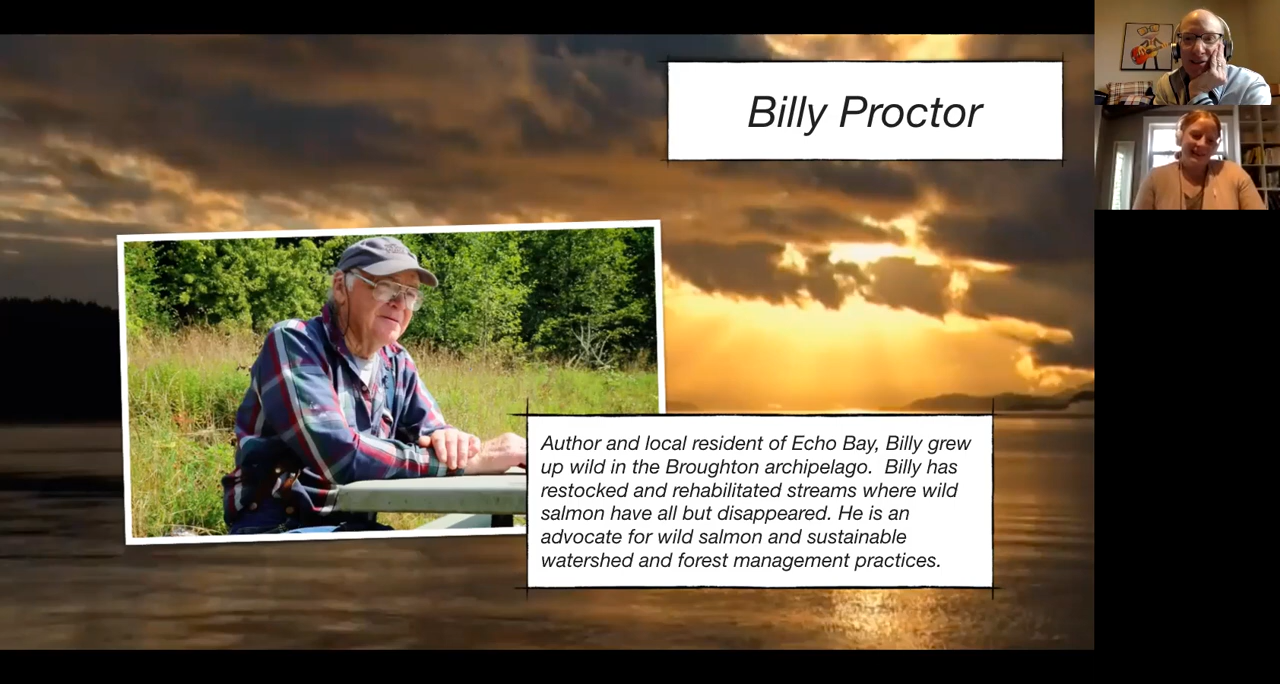 Billy Proctor
Author and local resident of Echo Bay, Billy grew
up wild in the Broughton archipelago.  Billy has
restocked and rehabilitated streams where wild
salmon have all but disappeared. He is an
advocate for wild salmon and sustainable
watershed and forest management practices.